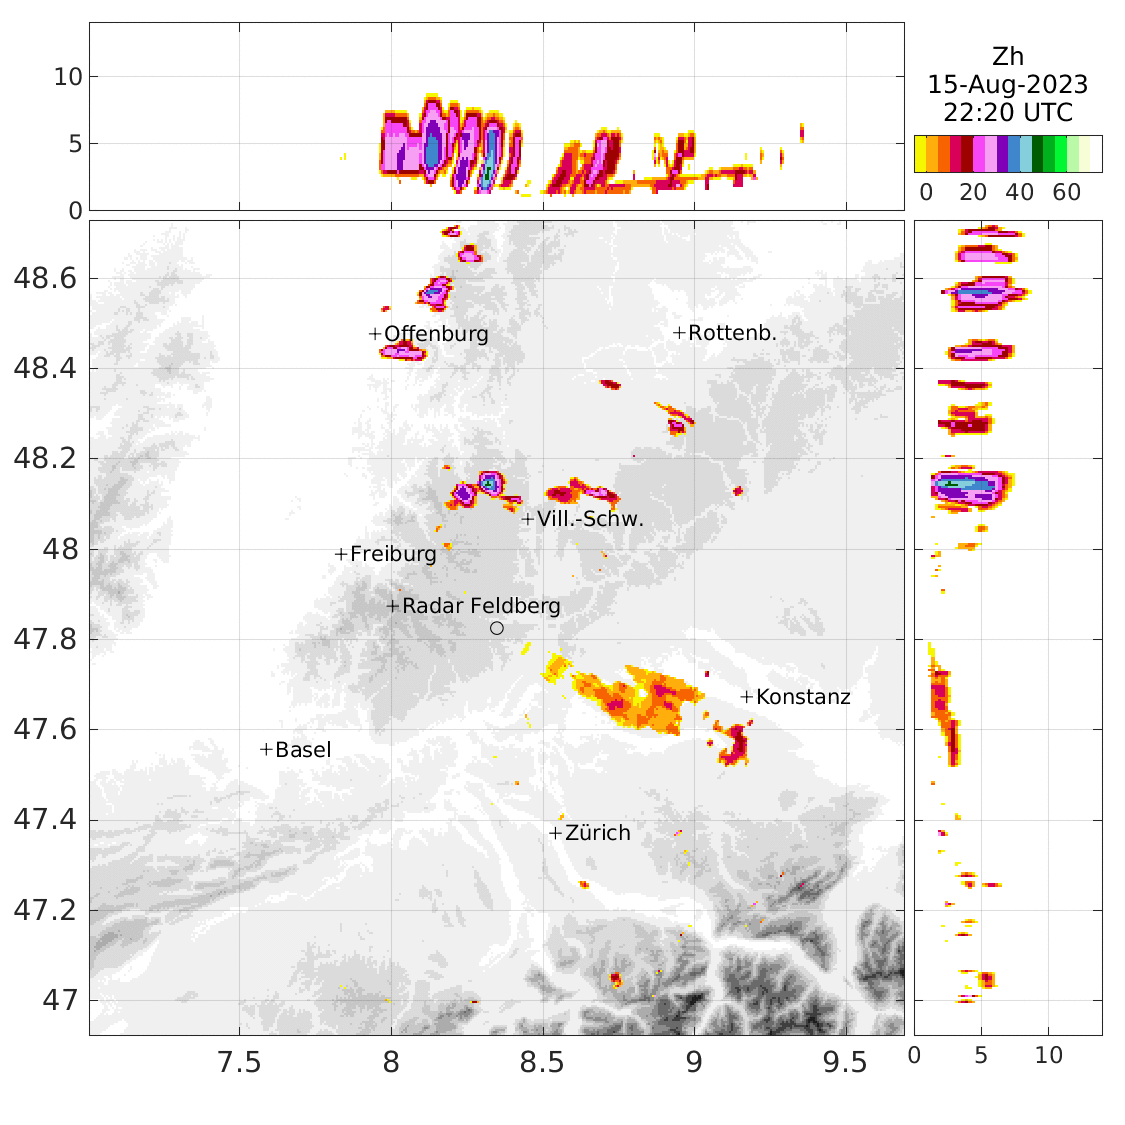 Zh
15-Aug-2023
22:20 UTC
10
5
0
0 20 40 60
48.6
48.4
48.2
48
47.8
47.6
47.4
47.2
47
+Offenburg
+Rottenb.
+Vill.-Schw.
+Freiburg
+Radar Feldberg
+Konstanz
+Basel
+Zürich
7.5 8 8.5 9 9.5
0 5 10